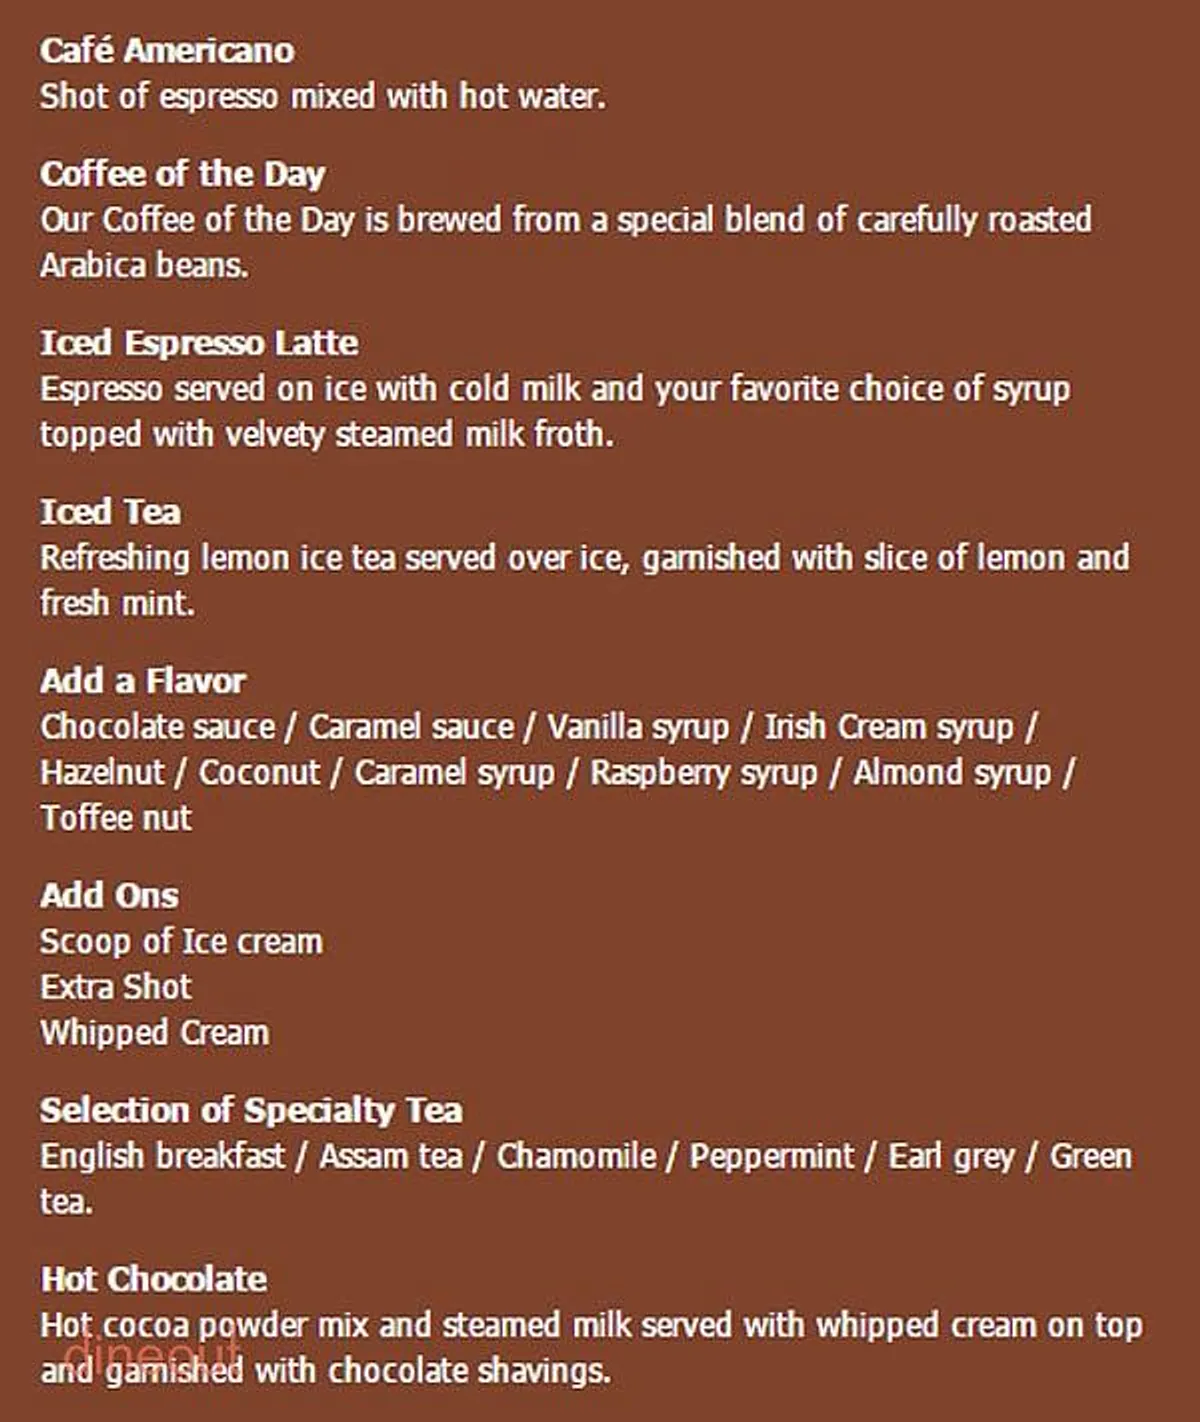 Café Americano
Shot of espresso mixed with hot water.
Coffee of the Day
Our Coffee of the Day is brewed from a special blend of carefully roasted
Arabica beans.
Iced Espresso Latte
Espresso served on ice with cold milk and your favorite choice of syrup
topped with velvety steamed milk froth.
Iced Tea
Refreshing lemon ice tea served over ice, garnished with slice of lemon and
fresh mint.
Add a Flavor
Chocolate sauce / Caramel sauce / Vanilla syrup / Irish Cream syrup /
Hazelnut / Coconut / Caramel syrup / Raspberry syrup / Almond syrup /
Toffee nut
Add Ons
Scoop of Ice cream
Extra Shot
Whipped Cream
Selection of Specialty Tea
English breakfast / Assam tea / Chamomile / Peppermint / Earl grey / Green
tea.
Hot Chocolate
Hot cocoa powder mix and steamed milk served with whipped cream on top
dineout
and garnished with chocolate shavings.